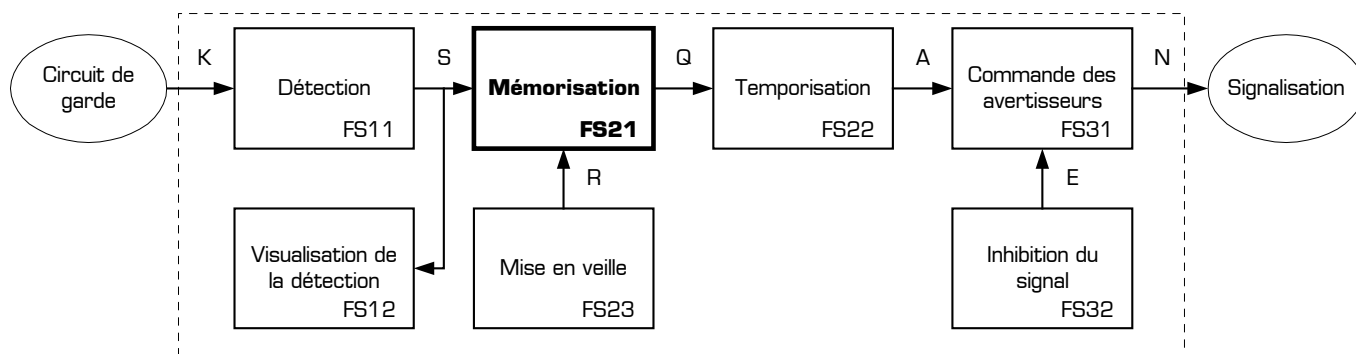 K
S
Q
A
N
Circuit de
garde
Détection
FS11
Mémorisation
FS21
Temporisation
FS22
Commande des
avertisseurs
FS31
Signalisation
R
E
Visualisation de
la détection
FS12
Mise en veille
FS23
Inhibition du
signal
FS32